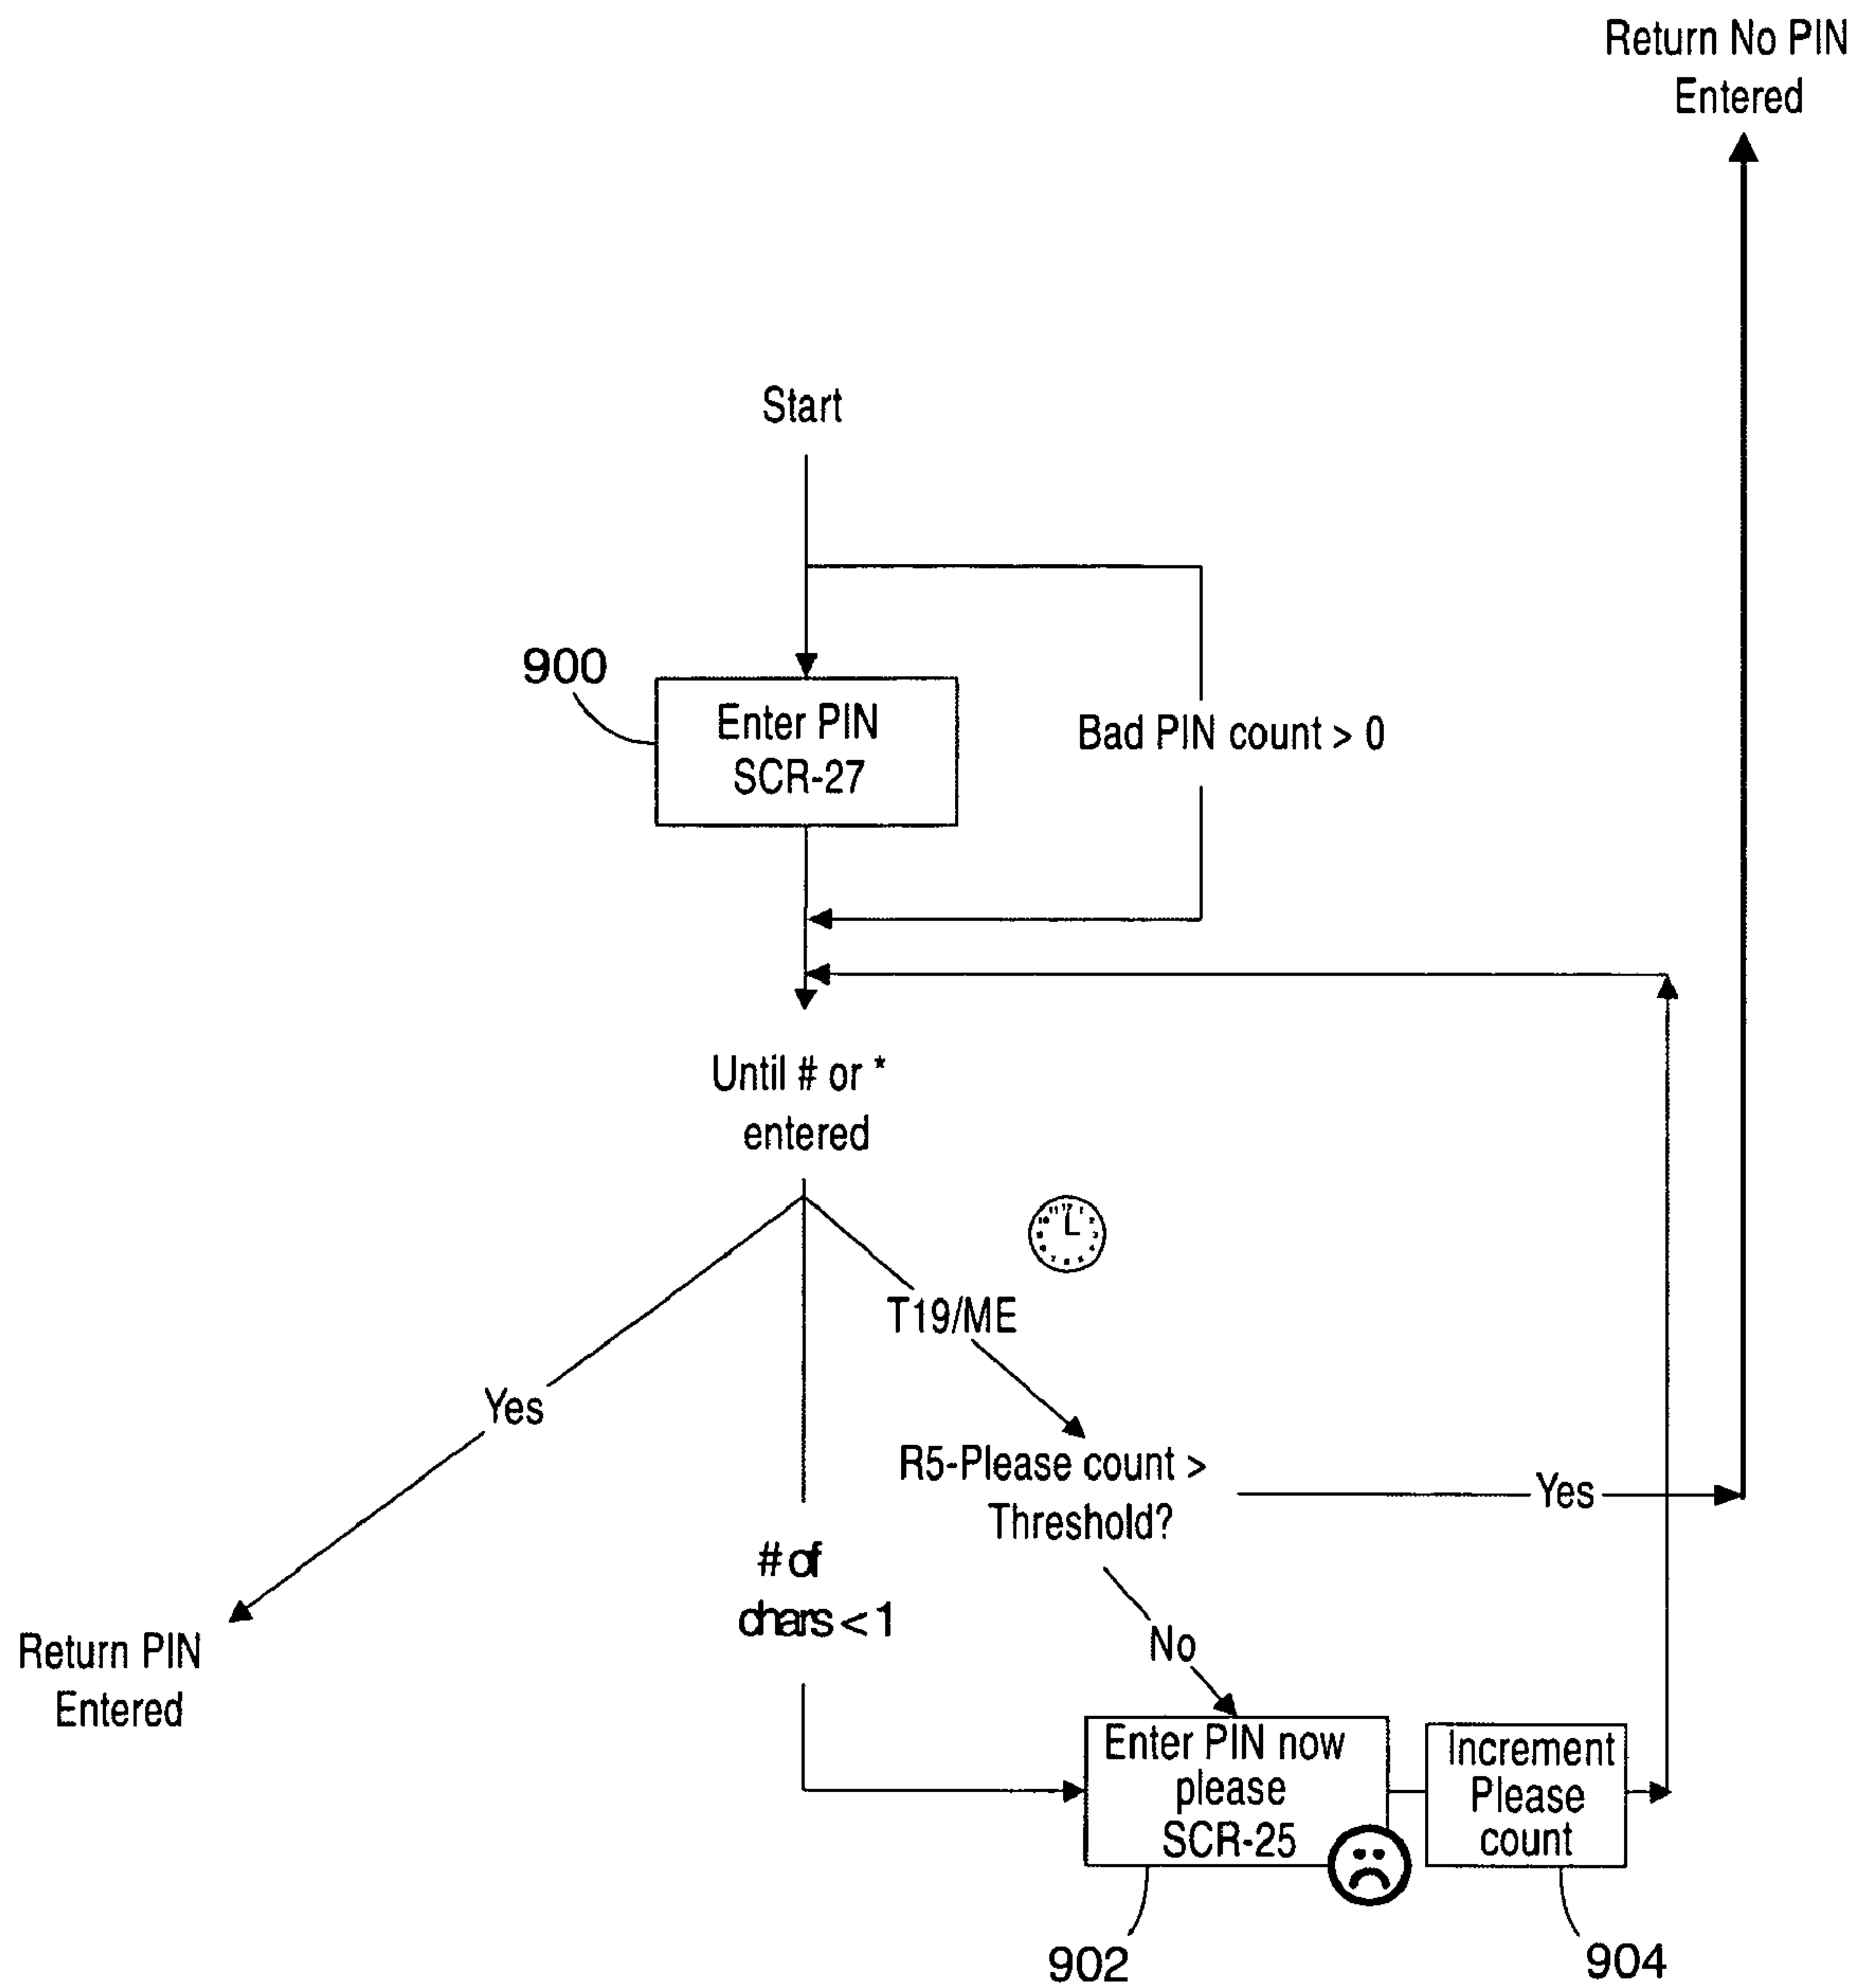 Return No PIN
Entered
Start
900
Enter PIN
SCR-27
Bad PIN count > 0
Until # or *
entered
T19/ME
Yes
R5-Please count >
Threshold?
Yes
# of
chars < 1
No
Return PIN
Entered
Enter PIN now
please
SCR-25
Increment
Please
count
902
904